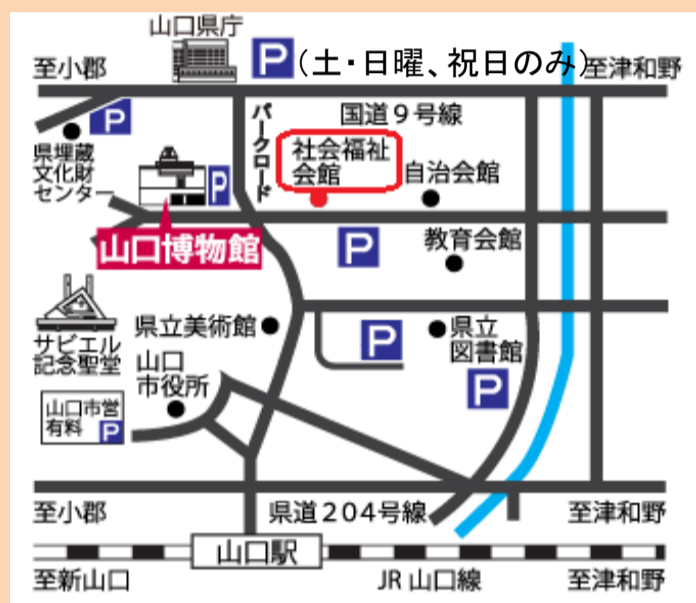 山口県庁
P(土・日曜、祝日のみ)
至小郡
至津和野
P
国道9号線
パークロード
県埋蔵
文化財
センター
社会福祉
会館
自治会館
P
山口博物館
P
教育会館
サビエル
記念聖堂
県立美術館
P
県立
図書館
P
山口
市役所
山口市営
有料 P
至小郡
県道204号線
至津和野
山口駅
至新山口
JR山口線
至津和野